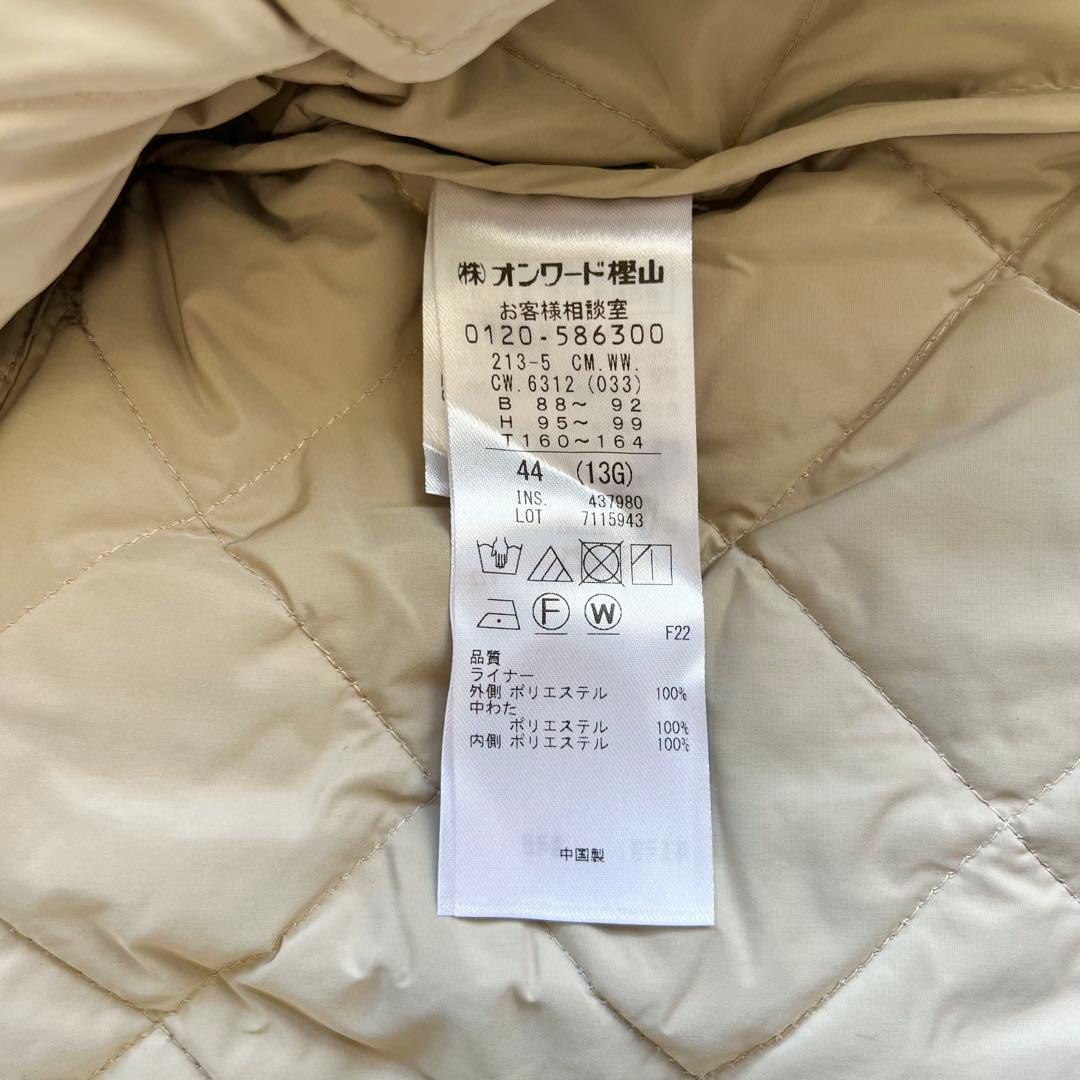 ㈱オンワード樫山
お客様相談室
0120-586300
213-5 CM.WW.
CW.6312(033)
B 88～ 92
H 95～ 99
T160～164
44 (13G)
INS. 437980
LOT 7115943
F W
F22
品質
ライナー
外側 ポリエステル 100%
中わた
ポリエステル 100%
内側 ポリエステル 100%
中国製